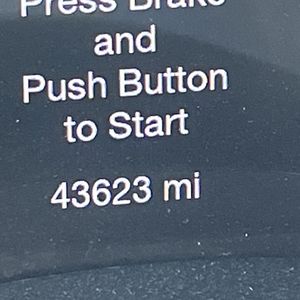 Press Brake
and
Push Button
to Start
43623 mi